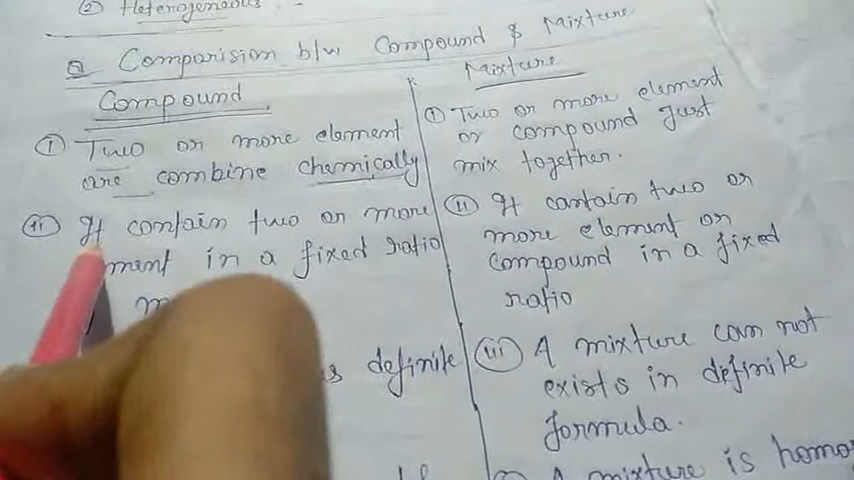 ② Heterogeneous -
Q Comparision b/w Compound & Mixture
Compound
① Two or more element
are combine chemically
(ii) It contain two or more
ment in a fixed ratio
definite
Mixture
① Two or more element
or compound Just
mix together.
(ii) It contain two or
more element or
compound in a fixed
ratio
(iii) A mixture can not
exists in definite
formula.
A mixture is homo